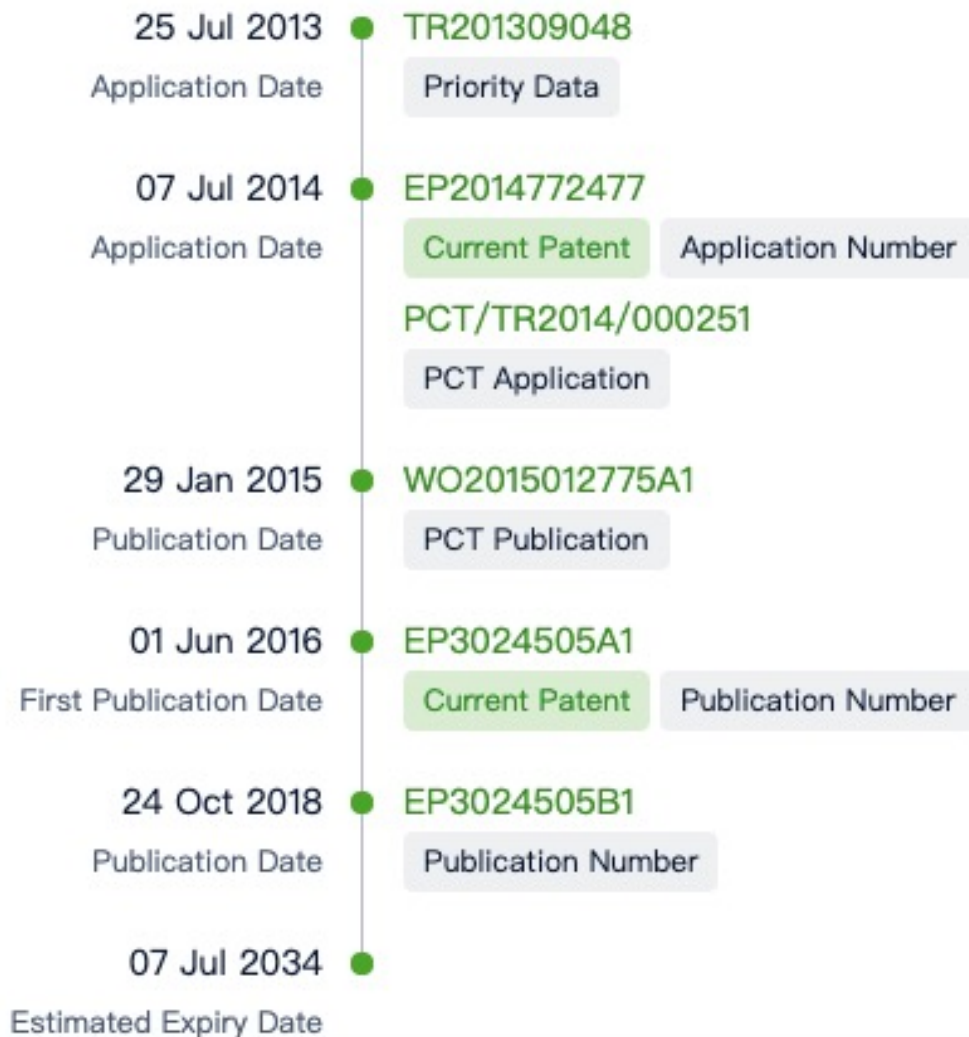 25 Jul 2013 TR201309048
Application Date Priority Data
07 Jul 2014 EP2014772477
Application Date Current Patent Application Number
PCT/TR2014/000251
PCT Application
29 Jan 2015 WO2015012775A1
Publication Date PCT Publication
01 Jun 2016 EP3024505A1
First Publication Date Current Patent Publication Number
24 Oct 2018 EP3024505B1
Publication Date Publication Number
07 Jul 2034
Estimated Expiry Date